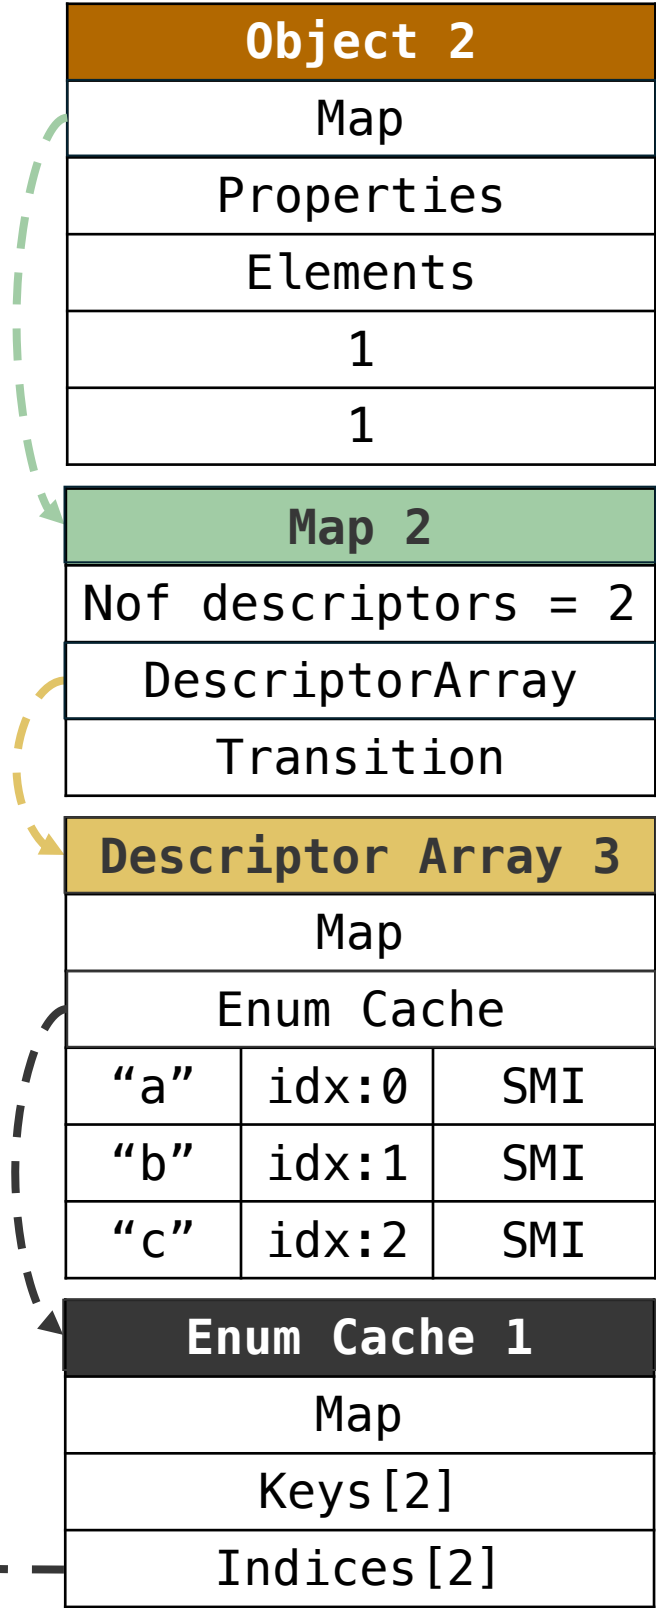 Object 2
Map
Properties
Elements
1
1
Map 2
Nof descriptors = 2
DescriptorArray
Transition
Descriptor Array 3
Map
Enum Cache
“a” idx:0 SMI
“b” idx:1 SMI
“c” idx:2 SMI
Enum Cache 1
Map
Keys[2]
Indices[2]